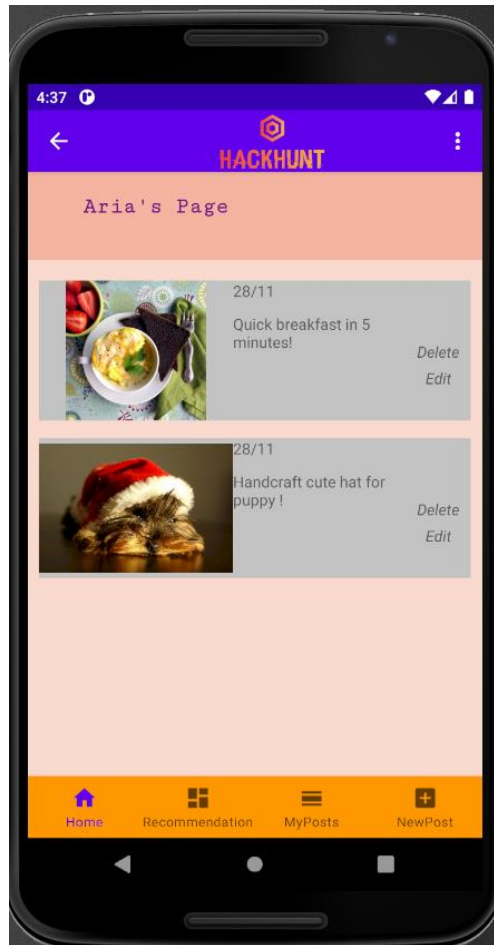 4:37
HACKHUNT
Aria's Page
28/11
Quick breakfast in 5
minutes!
Delete
Edit
28/11
Handcraft cute hat for
puppy !
Delete
Edit
Home Recommendation MyPosts NewPost